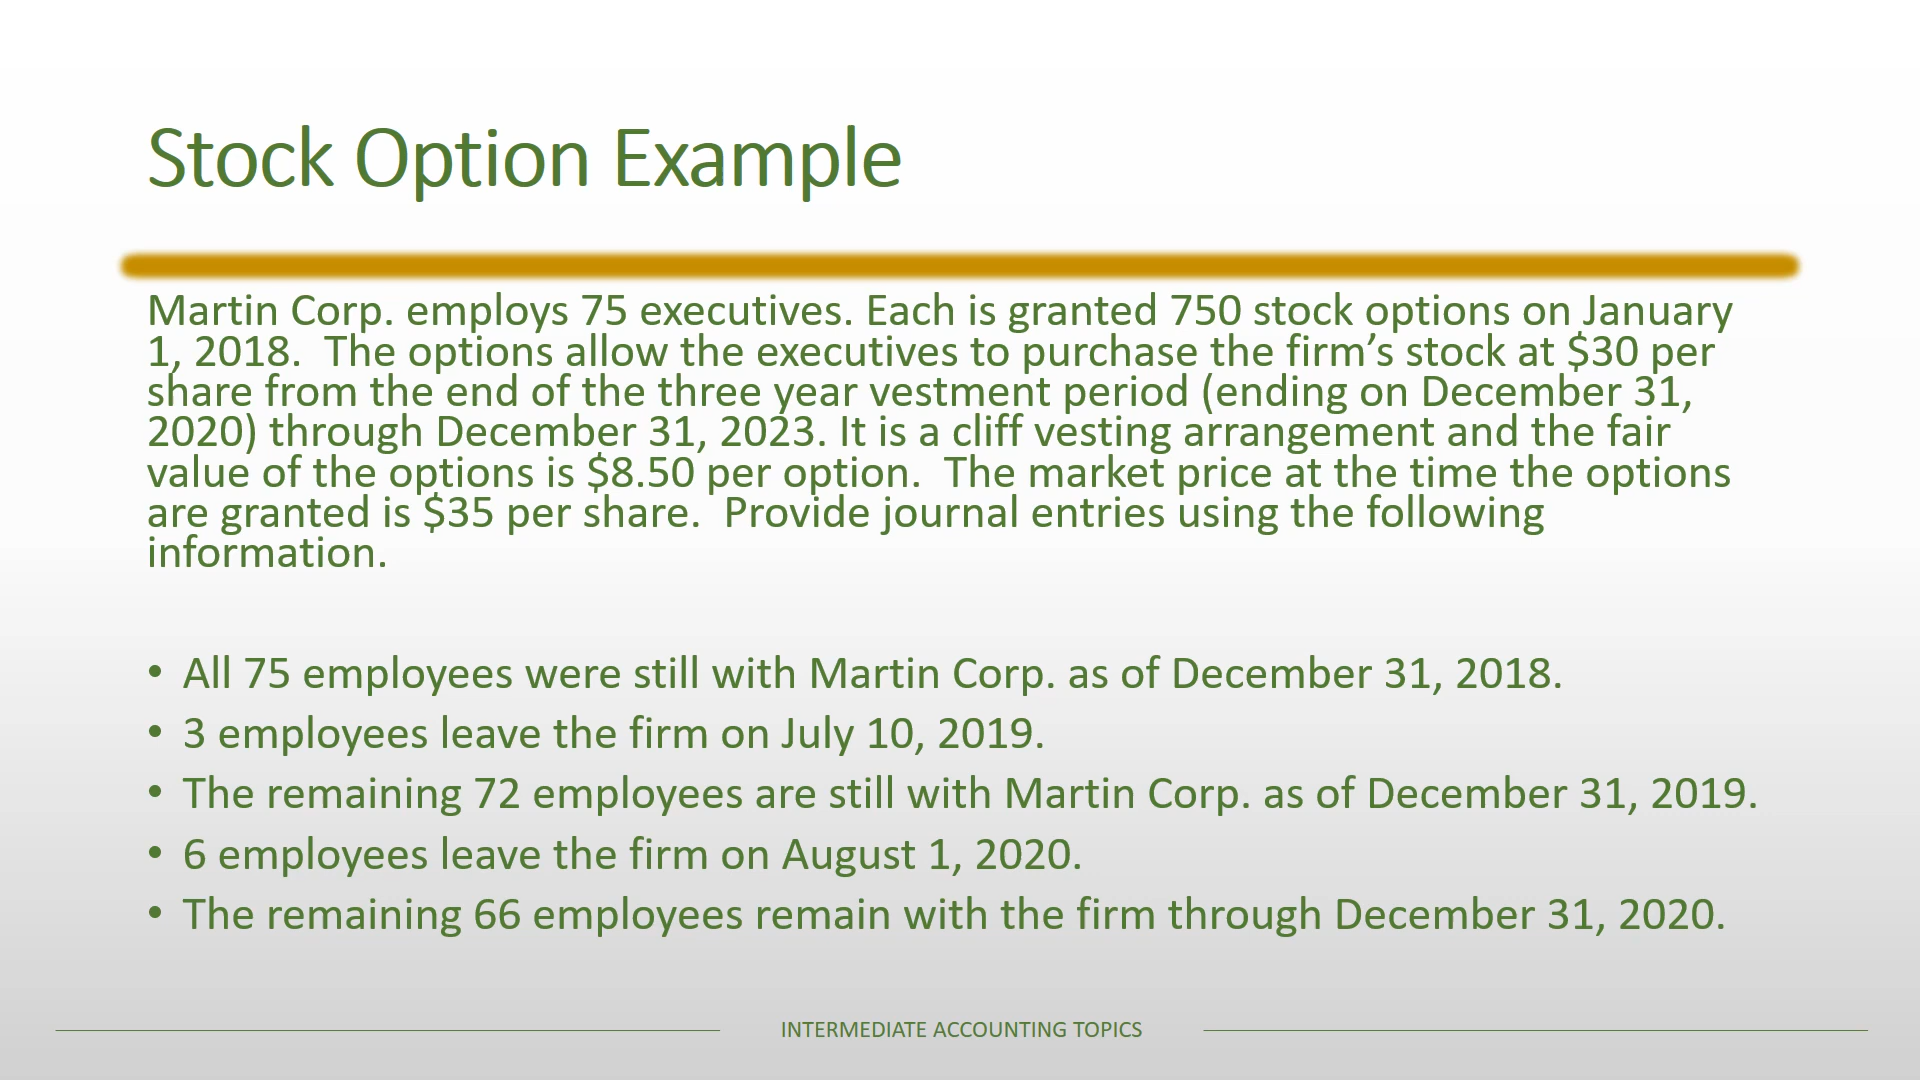 Stock Option Example
Martin Corp. employs 75 executives. Each is granted 750 stock options on January
1, 2018.  The options allow the executives to purchase the firm’s stock at $30 per
share from the end of the three year vestment period (ending on December 31,
2020) through December 31, 2023. It is a cliff vesting arrangement and the fair
value of the options is $8.50 per option.  The market price at the time the options
are granted is $35 per share.  Provide journal entries using the following
information.
• All 75 employees were still with Martin Corp. as of December 31, 2018.
• 3 employees leave the firm on July 10, 2019.
• The remaining 72 employees are still with Martin Corp. as of December 31, 2019.
• 6 employees leave the firm on August 1, 2020.
• The remaining 66 employees remain with the firm through December 31, 2020.
INTERMEDIATE ACCOUNTING TOPICS